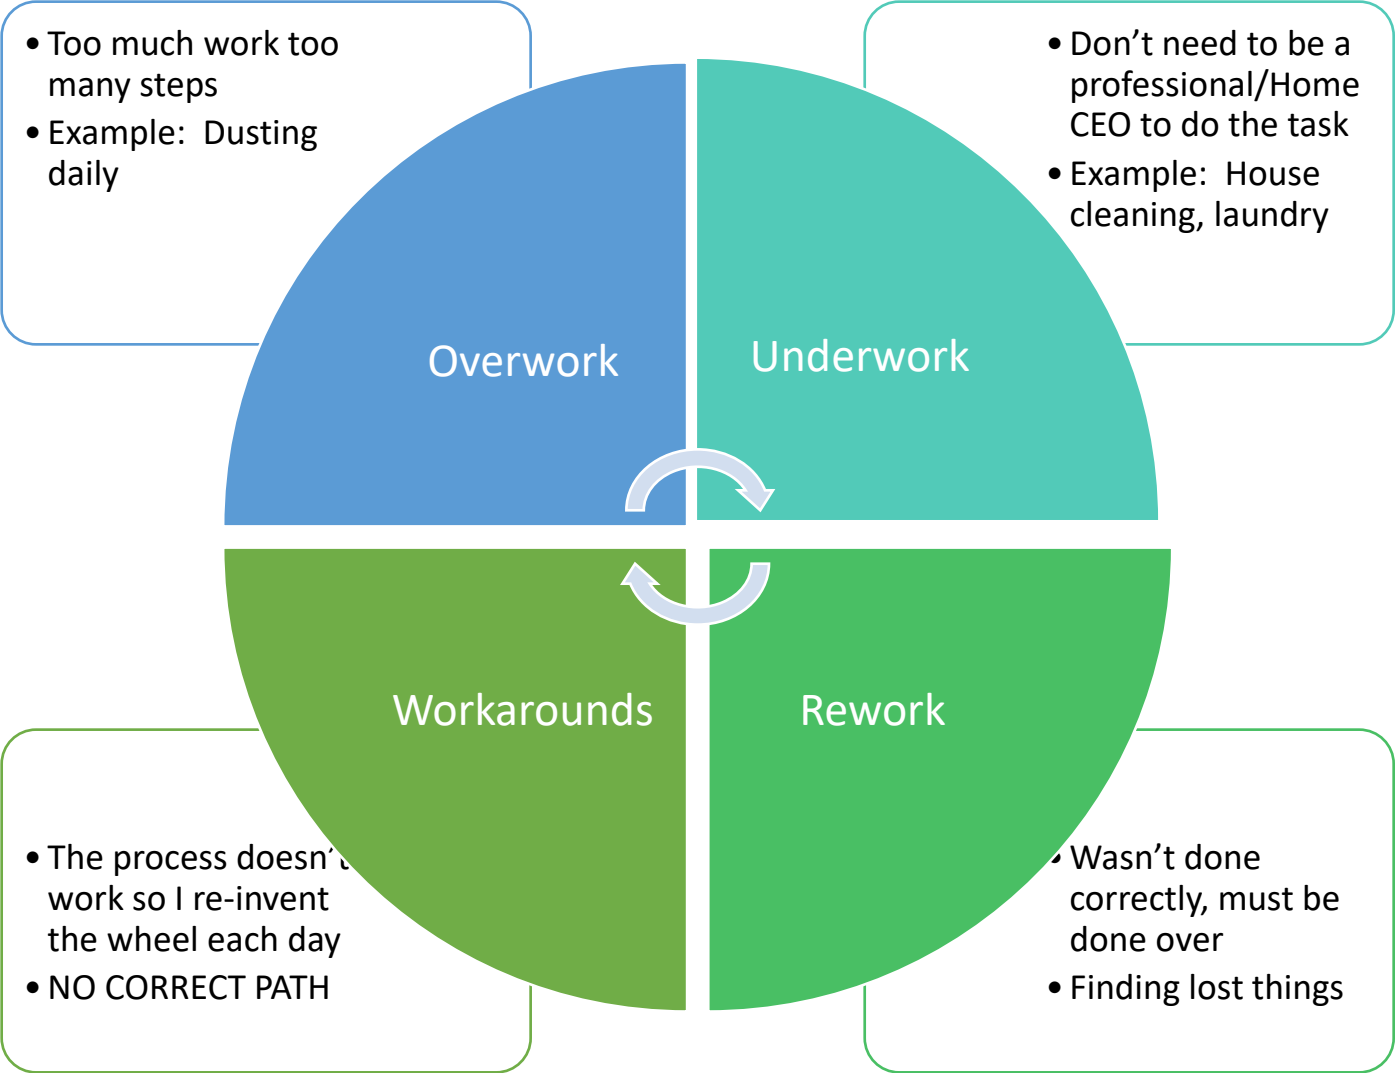 • Too much work too
many steps
• Example:  Dusting
daily
• Don’t need to be a
professional/Home
CEO to do the task
• Example:  House
cleaning, laundry
Overwork
Underwork
Workarounds
Rework
• The process doesn’t
work so I re-invent
the wheel each day
• NO CORRECT PATH
• Wasn’t done
correctly, must be
done over
• Finding lost things